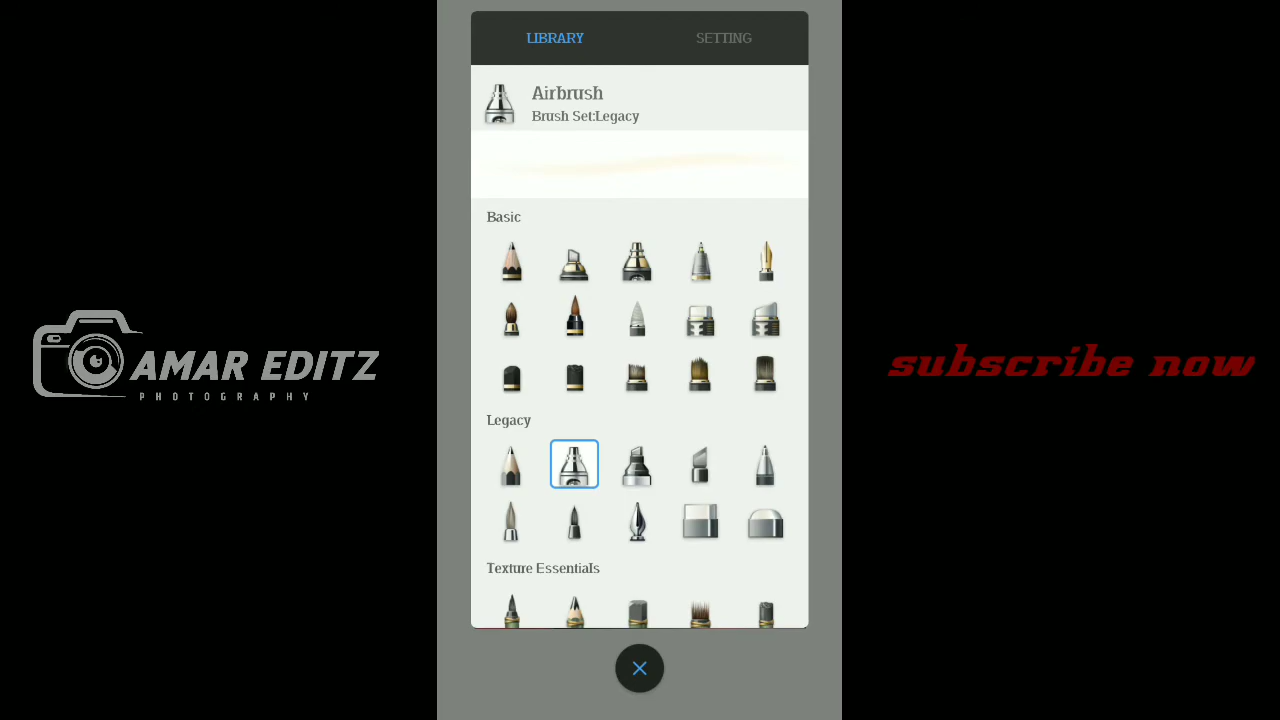 LIBRARY
SETTING
Airbrush
Brush Set:Legacy
Basic
Legacy
Texture Essentials
AMAR EDITZ
PHOTOGRAPHY
subscribe now